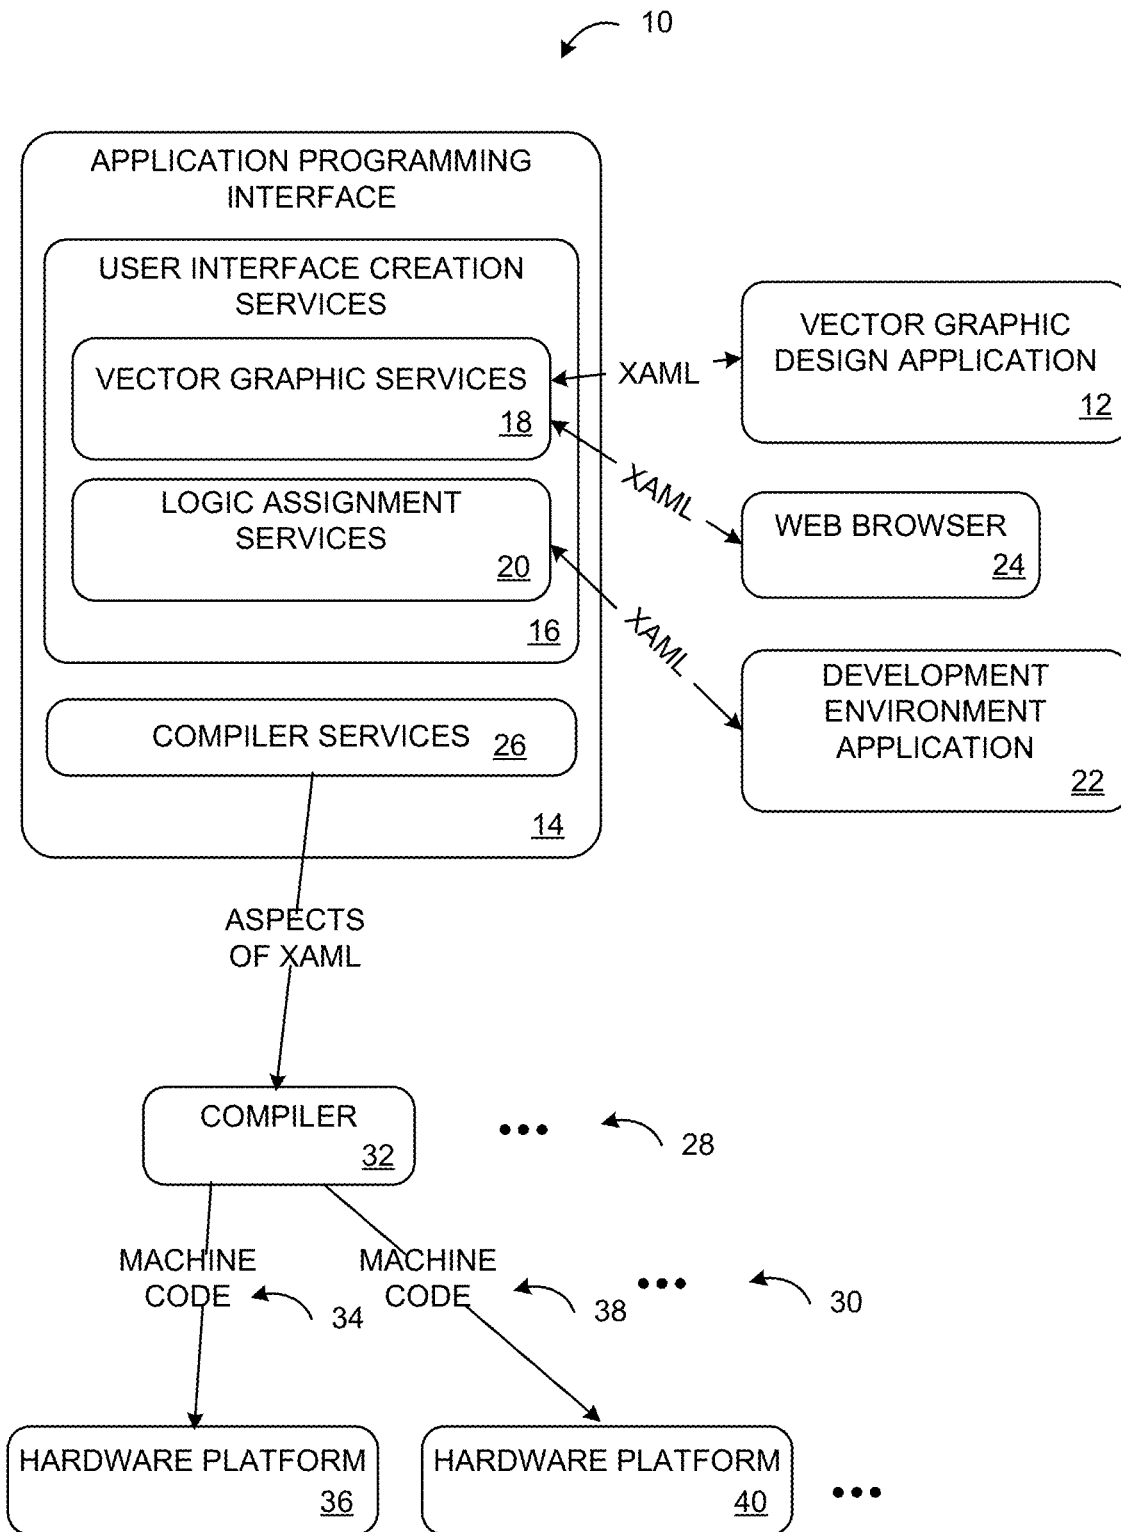 10
APPLICATION PROGRAMMING
INTERFACE
USER INTERFACE CREATION
SERVICES
VECTOR GRAPHIC SERVICES
18
LOGIC ASSIGNMENT
SERVICES
20
16
COMPILER SERVICES
26
14
XAML
XAML
XAML
VECTOR GRAPHIC
DESIGN APPLICATION
12
WEB BROWSER
24
DEVELOPMENT
ENVIRONMENT
APPLICATION
22
ASPECTS
OF XAML
COMPILER
32
28
MACHINE
CODE
34
MACHINE
CODE
38
30
HARDWARE PLATFORM
36
HARDWARE PLATFORM
40